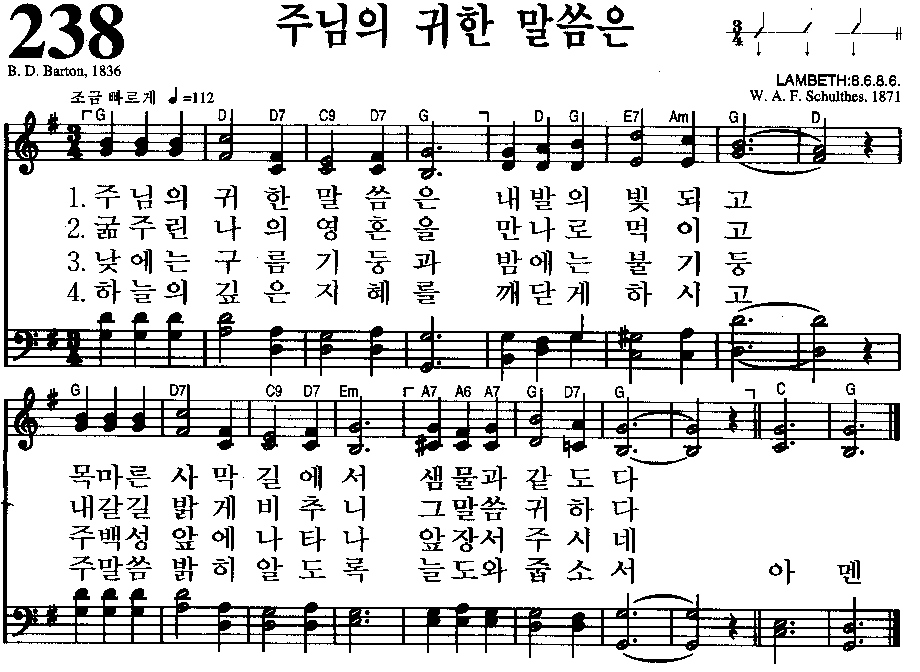 238
주님의 귀한 말씀은
B. D. Barton, 1836
LAMBETH:8.6.8.6.
조금 빠르게 ♩=112
W. A. F. Schulthes, 1871
G D D7 C9 D7 G D G E7 Am G D
1. 주님의 귀한 말씀은 내발의 빛되고
2. 굶주린 나의 영혼을 만나로 먹이고
3. 낮에는 구름기둥과 밤애는 불기둥
4. 하늘의 깊은지혜를 깨닫게 하시고
G D7 C9 D7 Em A7 A6 A7 G D7 G C G
목마른 사막길에서 샘물과 같도다
내갈길 밝게비추니 그말씀 귀하다
주백성 앞에나타나 앞장서 주시네
주말씀 밝히알도록 늘도와 줍소서 아멘